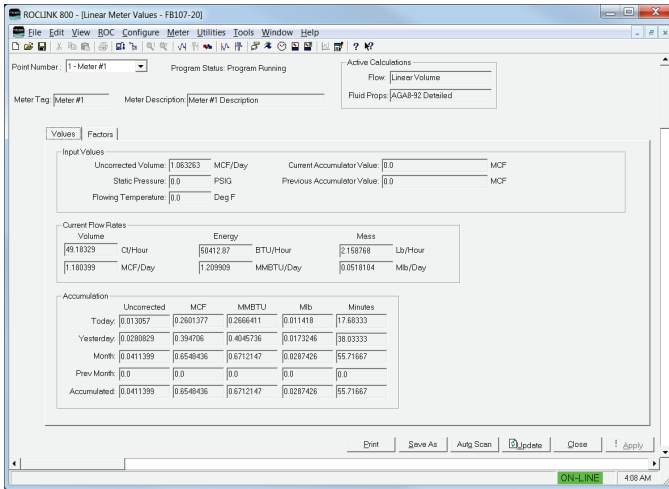 ROCLINK 800 - [Linear Meter Values - FB107-20]
File Edit View ROC Configure Meter Utilities Tools Window Help
Point Number: 1 - Meter #1 Program Status: Program Running
Active Calculations
Flow: Linear Volume
Fluid Props: AGA8-92 Detailed
Meter Tag: Meter #1 Meter Description: Meter #1 Description
Values Factors
Input Values
Uncorrected Volume: 1.063263 MCF/Day Current Accumulator Value: 0.0 MCF
Static Pressure: 0.0 PSIG Previous Accumulator Value: 0.0 MCF
Flowing Temperature: 0.0 Deg F
Current Flow Rates
Volume Energy Mass
49.18329 Cf/Hour 50412.87 BTU/Hour 2.158768 Lb/Hour
1.180399 MCF/Day 1.209909 MMBTU/Day 0.0518104 Mlb/Day
Accumulation
Uncorrected MCF MMBTU Mlb Minutes
Today: 0.013057 0.2601377 0.2666411 0.011418 17.68333
Yesterday: 0.0280829 0.394706 0.4045736 0.0173246 38.03333
Month: 0.0411399 0.6548436 0.6712147 0.0287426 55.71667
Prev Month: 0.0 0.0 0.0 0.0 0.0
Accumulated: 0.0411399 0.6548436 0.6712147 0.0287426 55.71667
Print Save As Auto Scan Update Close ! Apply
ON-LINE 4:08 AM